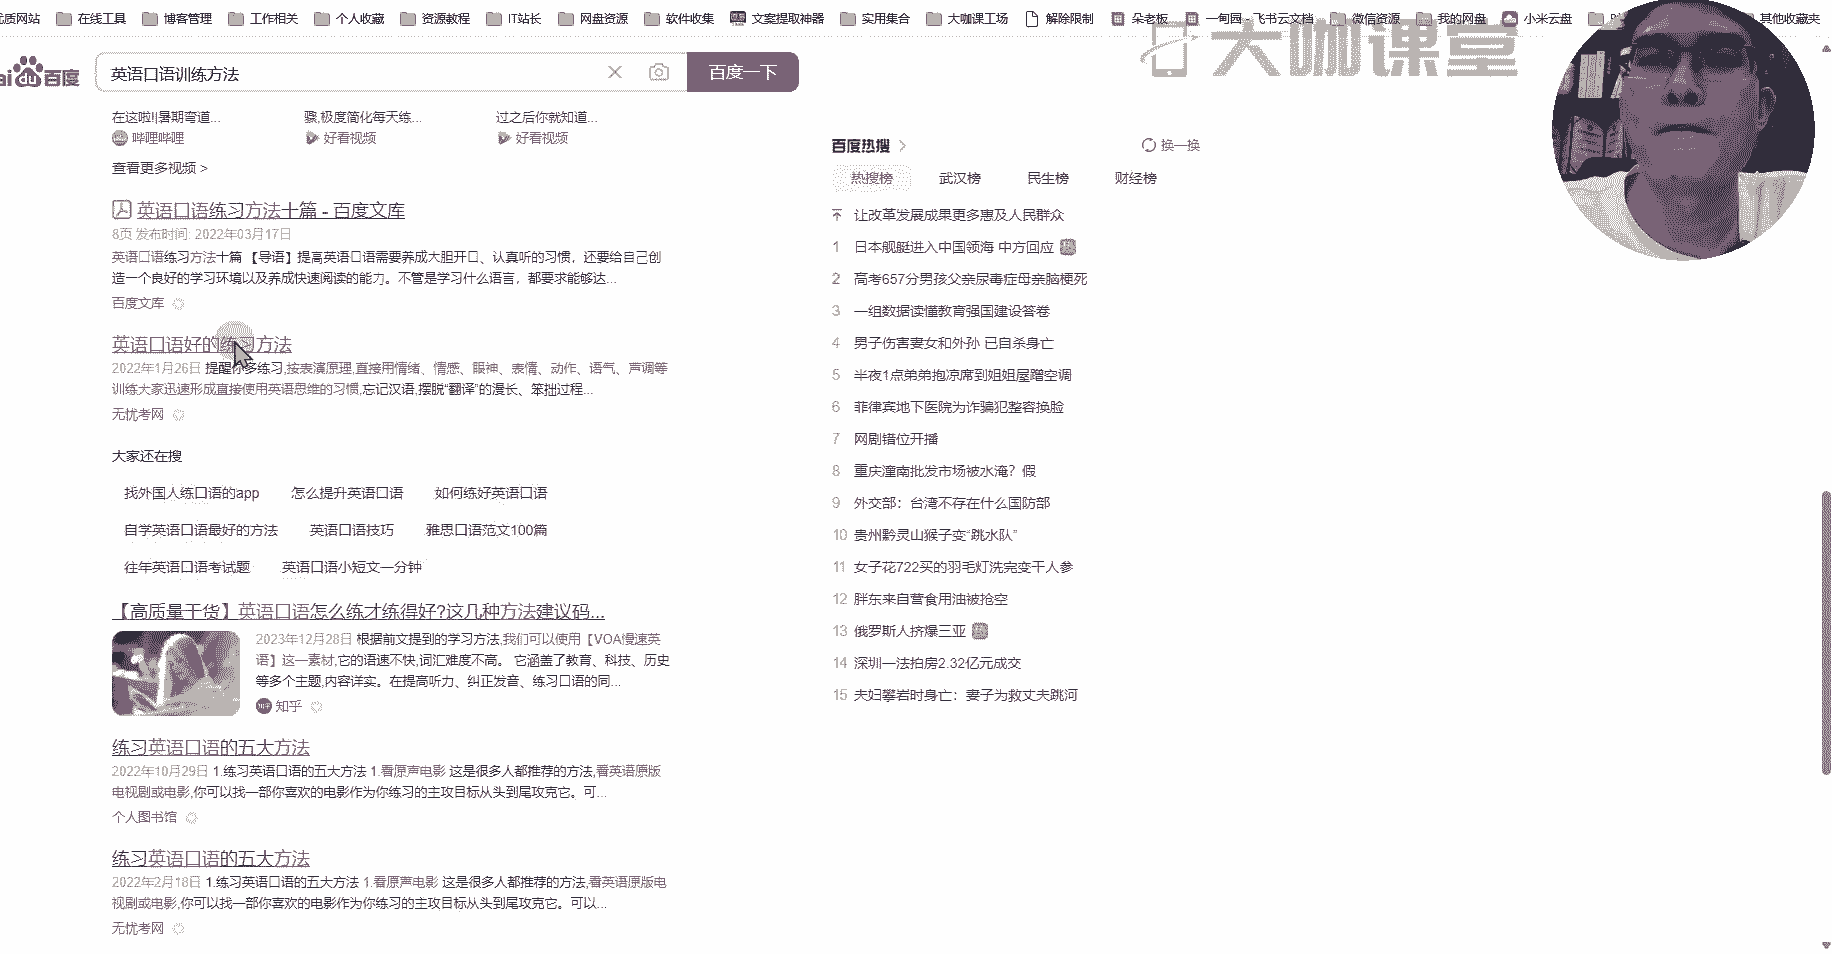 优质网站 在线工具 博客管理 工作相关 个人收藏 资源教程 IT站长 网盘资源 软件收集 文案提取神器 实用集合 大咖课工场 解除限制 朵老板 一甸园 - 飞书云文档 微信资源 我的网盘 小米云盘 其他收藏夹
大咖课堂
Baidu百度
英语口语训练方法
百度一下
在这啦!暑期弯道...
骤,极度简化每天练...
过之后你就知道...
哔哩哔哩
好看视频
好看视频
查看更多视频 >
英语口语练习方法十篇 - 百度文库
8页 发布时间: 2022年03月17日
英语口语练习方法十篇 【导语】提高英语口语需要养成大胆开口、认真听的习惯，还要给自己创
造一个良好的学习环境以及养成快速阅读的能力。不管是学习什么语言，都要求能够达...
百度文库
英语口语好的练习方法
2022年1月26日 提醒你多练习,按表演原理,直接用情绪、情感、眼神、表情、动作、语气、声调等
训练大家迅速形成直接使用英语思维的习惯,忘记汉语,摆脱“翻译”的漫长、笨拙过程...
无忧考网
大家还在搜
找外国人练口语的app 怎么提升英语口语 如何练好英语口语
自学英语口语最好的方法 英语口语技巧 雅思口语范文100篇
往年英语口语考试题 英语口语小短文一分钟
【高质量干货】英语口语怎么练才练得好?这几种方法建议码...
2023年12月28日 根据前文提到的学习方法,我们可以使用【VOA慢速英
语】这一素材,它的语速不快,词汇难度不高。 它涵盖了教育、科技、历史
等多个主题,内容详实。在提高听力、纠正发音、练习口语的同...
知乎
练习英语口语的五大方法
2022年10月29日 1.练习英语口语的五大方法 1.看原声电影 这是很多人都推荐的方法,看英语原版
电视剧或电影,你可以找一部你喜欢的电影作为你练习的主攻目标从头到尾攻克它。可...
个人图书馆
练习英语口语的五大方法
2022年2月18日 1.练习英语口语的五大方法 1.看原声电影 这是很多人都推荐的方法,看英语原版电
视剧或电影,你可以找一部你喜欢的电影作为你练习的主攻目标从头到尾攻克它。可以...
无忧考网
百度热搜
换一换
热搜榜 武汉榜 民生榜 财经榜
让改革发展成果更多惠及人民群众
1 日本舰艇进入中国领海 中方回应
2 高考657分男孩父亲尿毒症母亲脑梗死
3 一组数据读懂教育强国建设答卷
4 男子伤害妻女和外孙 已自杀身亡
5 半夜1点弟弟抱凉席到姐姐屋蹭空调
6 菲律宾地下医院为诈骗犯整容换脸
7 网剧错位开播
8 重庆潼南批发市场被水淹？假
9 外交部：台湾不存在什么国防部
10 贵州黔灵山猴子变“跳水队”
11 女子花722买的羽毛灯洗完变干人参
12 胖东来自营食用油被抢空
13 俄罗斯人挤爆三亚
14 深圳一法拍房2.32亿元成交
15 夫妇攀岩时身亡：妻子为救丈夫跳河